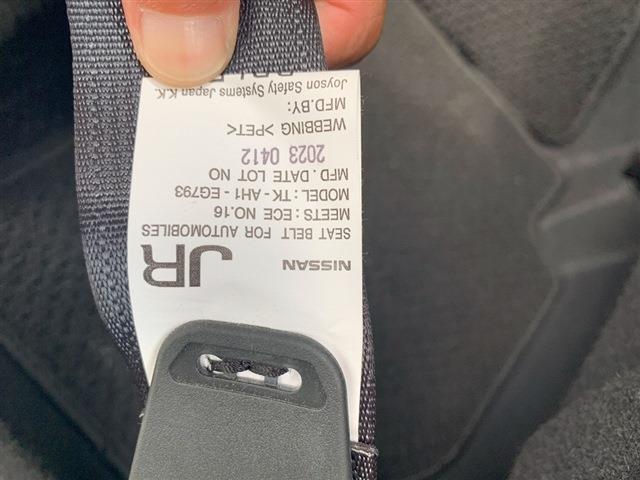 NISSAN JR
SEAT BELT FOR AUTOMOBILES
MEETS : ECE NO.16
MODEL : TK - AH1 - EG793
MFD . DATE LOT NO
2023 0412
WEBBING >PET<
MFD.BY:
Joyson Safety Systems Japan K.K.